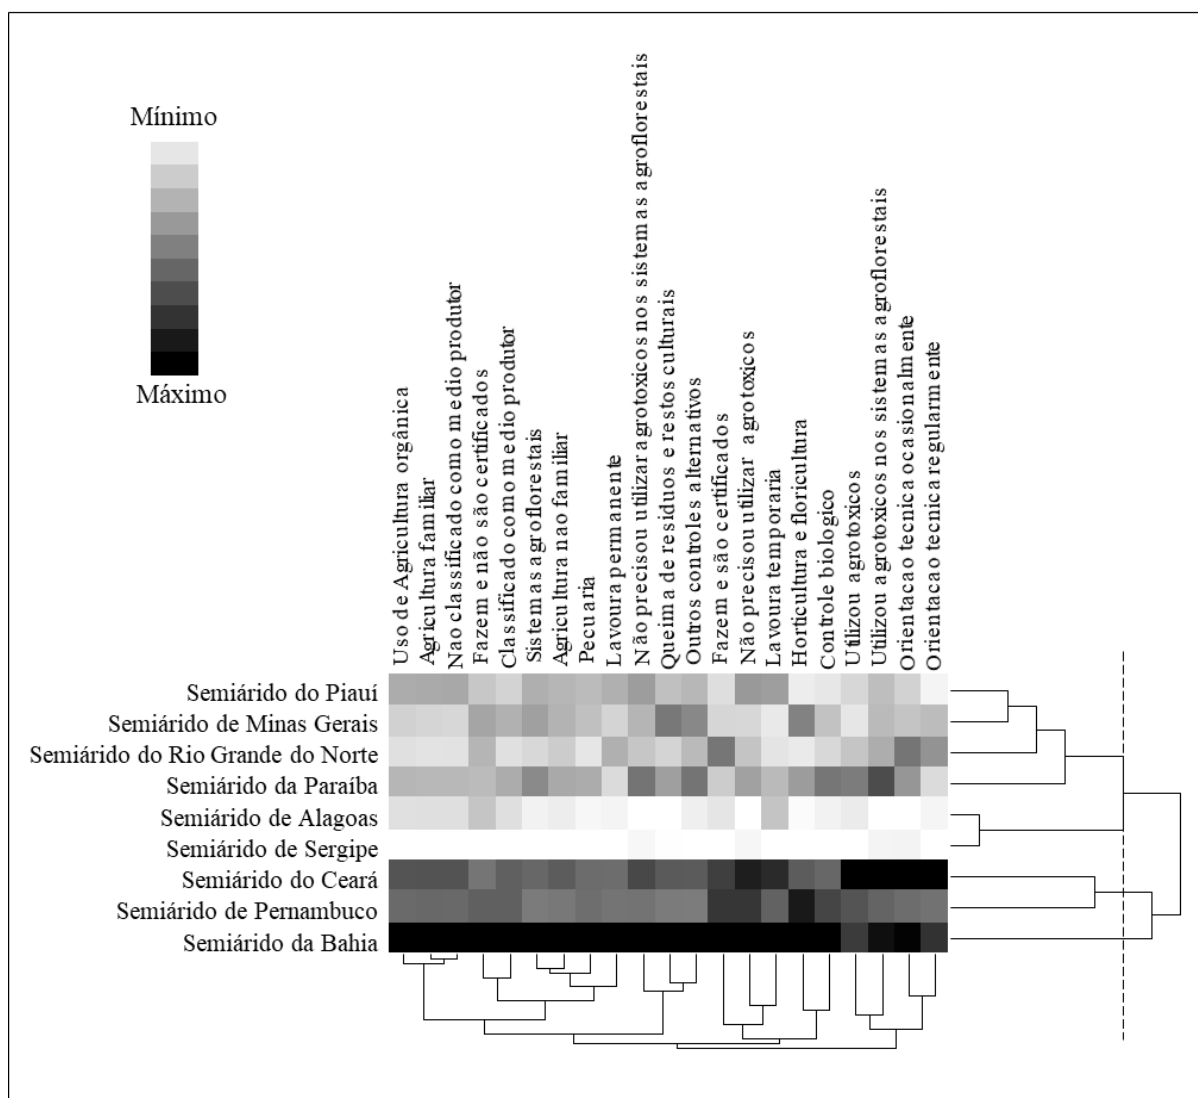 Mínimo
Máximo
Uso de Agricultura orgânica
Agricultura familiar
Nao classificado como medio produtor
Fazem e não são certificados
Classificado como medio produtor
Sistemas agroflorestais
Agricultura nao familiar
Pecuaria
Lavoura permanente
Não precisou utilizar agrotoxicos nos sistemas agroflorestais
Queima de residuos e restos culturais
Outros controles alternativos
Fazem e são certificados
Não precisou utilizar agrotoxicos
Lavoura temporaria
Horticultura e floricultura
Controle biologico
Utilizou agrotoxicos
Utilizou agrotoxicos nos sistemas agroflorestais
Orientacao tecnica ocasionalmente
Orientacao tecnica regularmente
Semiárido do Piauí
Semiárido de Minas Gerais
Semiárido do Rio Grande do Norte
Semiárido da Paraíba
Semiárido de Alagoas
Semiárido de Sergipe
Semiárido do Ceará
Semiárido de Pernambuco
Semiárido da Bahia